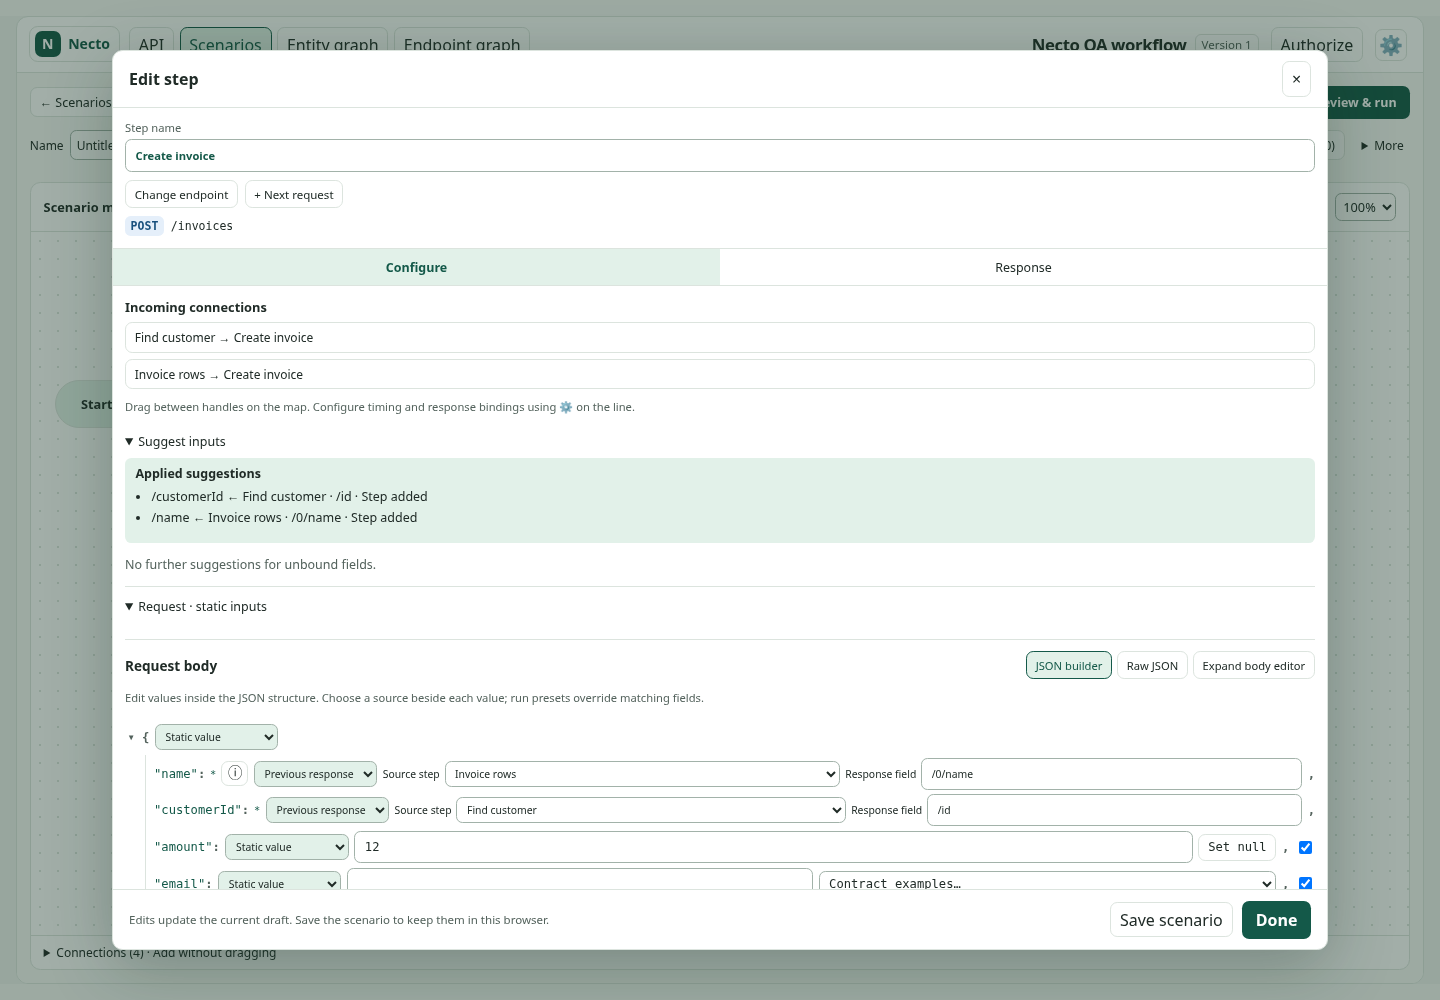 N Necto API Scenarios Entity graph Endpoint graph Necto QA workflow Version 1 Authorize
Edit step ×
← Scenarios view & run
Step name
Name Untitle Create invoice 0) ▶ More
Change endpoint + Next request
Scenario m 100%
POST /invoices
Configure Response
Incoming connections
Find customer → Create invoice
Invoice rows → Create invoice
Start
Drag between handles on the map. Configure timing and response bindings using ⚙️ on the line.
▼ Suggest inputs
Applied suggestions
• /customerId ← Find customer · /id · Step added
• /name ← Invoice rows · /0/name · Step added
No further suggestions for unbound fields.
▼ Request · static inputs
Request body JSON builder Raw JSON Expand body editor
Edit values inside the JSON structure. Choose a source beside each value; run presets override matching fields.
▾ { Static value
"name": * ⓘ Previous response Source step Invoice rows Response field /0/name ,
"customerId": * Previous response Source step Find customer Response field /id ,
"amount": Static value 12 Set null ,
"email": Static value Contract examples… ,
Edits update the current draft. Save the scenario to keep them in this browser. Save scenario Done
▶ Connections (4) · Add without dragging